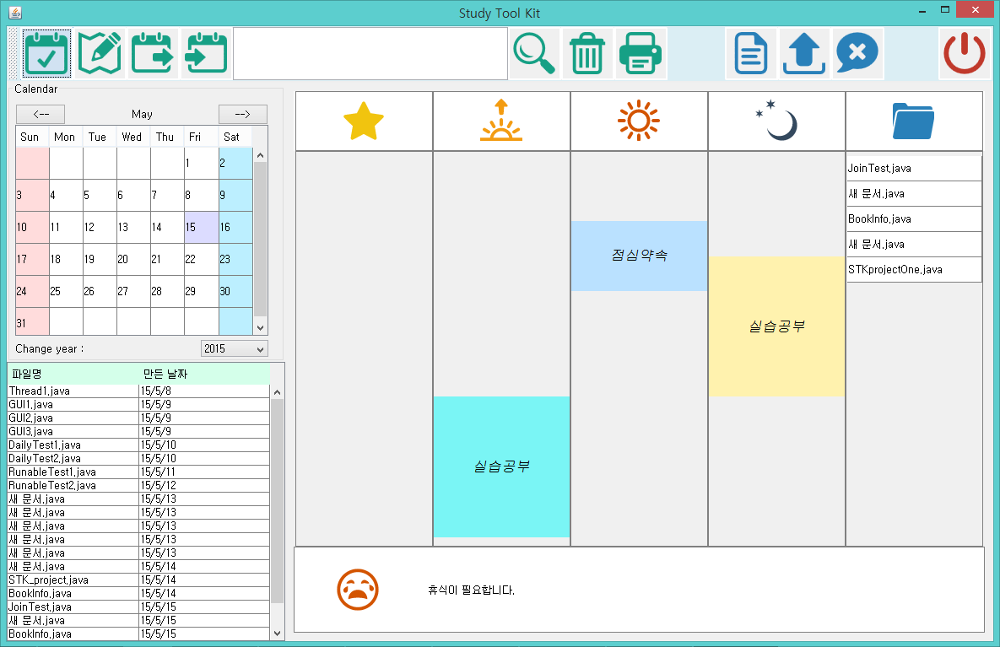 Study Tool Kit
Calendar
<-- May -->
Sun Mon Tue Wed Thu Fri Sat
1 2
3 4 5 6 7 8 9
10 11 12 13 14 15 16
17 18 19 20 21 22 23
24 25 26 27 28 29 30
31
Change year : 2015
파일명 만든 날짜
Thread1.java 15/5/8
GUI1.java 15/5/9
GUI2.java 15/5/9
GUI3.java 15/5/9
DailyTest1.java 15/5/10
DailyTest2.java 15/5/10
RunableTest1.java 15/5/11
RunableTest2.java 15/5/12
새 문서.java 15/5/13
새 문서.java 15/5/13
새 문서.java 15/5/13
새 문서.java 15/5/13
새 문서.java 15/5/13
새 문서.java 15/5/14
STK_project.java 15/5/14
BookInfo.java 15/5/14
JoinTest.java 15/5/15
새 문서.java 15/5/15
BookInfo.java 15/5/15
실습공부
점심약속
실습공부
JoinTest.java
새 문서.java
BookInfo.java
새 문서.java
STKprojectOne.java
휴식이 필요합니다.